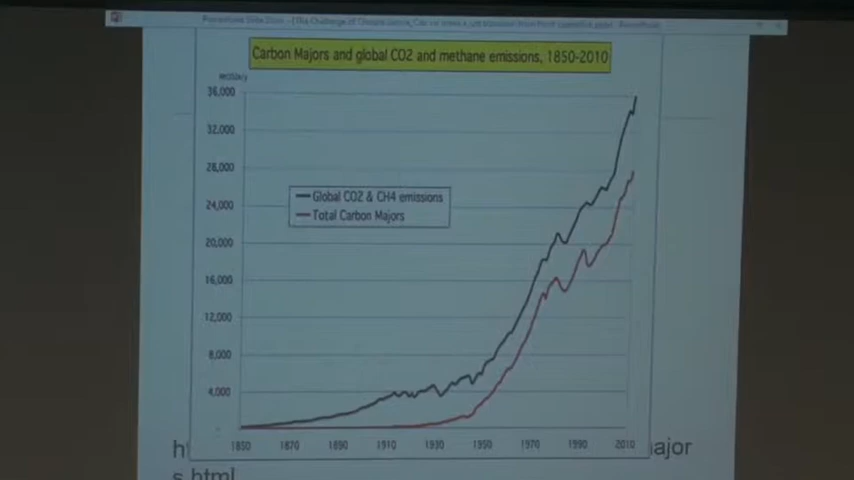 Carbon Majors and global CO2 and methane emissions, 1850-2010
36,000
32,000
28,000
24,000
20,000
16,000
12,000
8,000
4,000
Global CO2 & CH4 emissions
Total Carbon Majors
1850 1870 1890 1910 1930 1950 1970 1990 2010
ajor
s.html